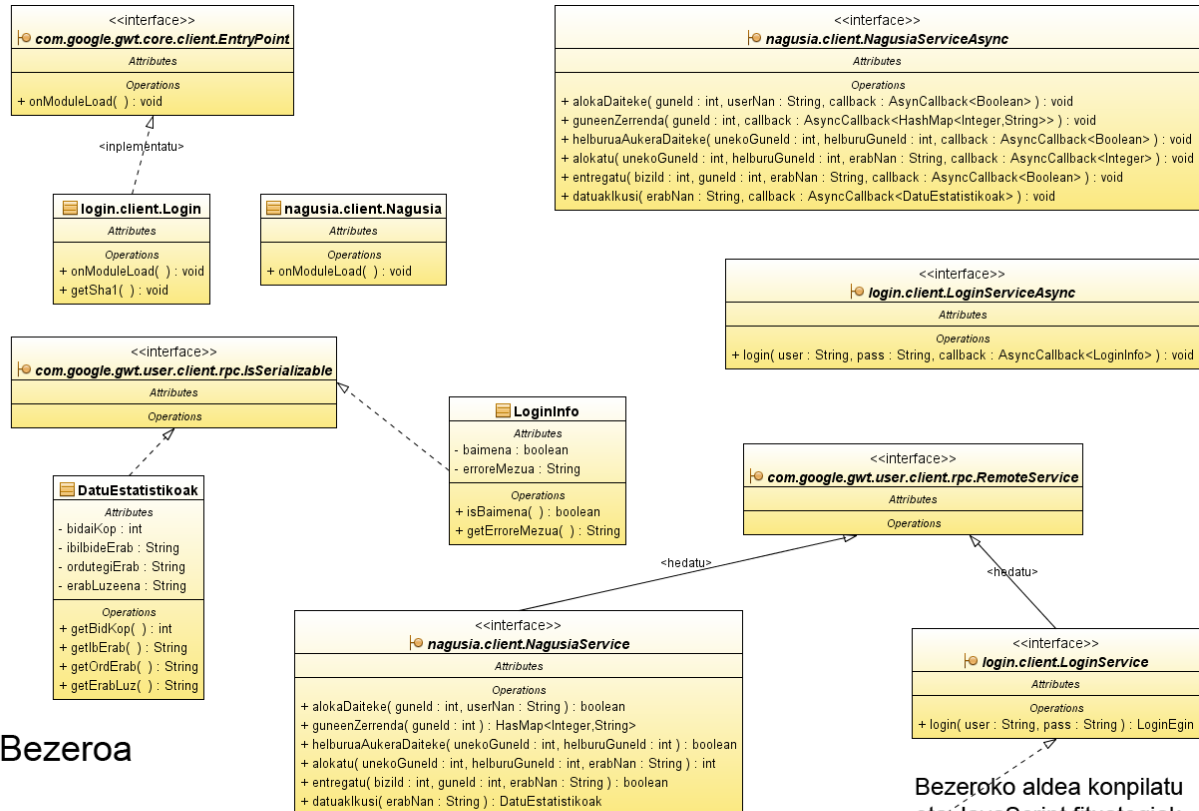 <<interface>>
com.google.gwt.core.client.EntryPoint
Attributes
Operations
+ onModuleLoad( ) : void
<inplementatu>
login.client.Login
Attributes
Operations
+ onModuleLoad( ) : void
+ getSha1( ) : void
nagusia.client.Nagusia
Attributes
Operations
+ onModuleLoad( ) : void
<<interface>>
nagusia.client.NagusiaServiceAsync
Attributes
Operations
+ alokaDaiteke( guneId : int, userNan : String, callback : AsynCallback<Boolean> ) : void
+ guneenZerrenda( guneId : int, callback : AsyncCallback<HashMap<Integer,String>> ) : void
+ helburuaAukeraDaiteke( unekoGuneId : int, helburuGuneId : int, callback : AsyncCallback<Boolean> ) : void
+ alokatu( unekoGuneId : int, helburuGuneId : int, erabNan : String, callback : AsyncCallback<Integer> ) : void
+ entregatu( biziId : int, guneId : int, erabNan : String, callback : AsyncCallback<Boolean> ) : void
+ datuakIkusi( erabNan : String, callback : AsyncCallback<DatuEstatistikoak> ) : void
<<interface>>
login.client.LoginServiceAsync
Attributes
Operations
+ login( user : String, pass : String, callback : AsyncCallback<LoginInfo> ) : void
<<interface>>
com.google.gwt.user.client.rpc.IsSerializable
Attributes
Operations
LoginInfo
Attributes
- baimena : boolean
- erroreMezua : String
Operations
+ isBaimena( ) : boolean
+ getErroreMezua( ) : String
DatuEstatistikoak
Attributes
- bidaiKop : int
- ibilbideErab : String
- ordutegiErab : String
- erabLuzeena : String
Operations
+ getBidKop( ) : int
+ getIbErab( ) : String
+ getOrdErab( ) : String
+ getErabLuz( ) : String
<<interface>>
com.google.gwt.user.client.rpc.RemoteService
Attributes
Operations
<hedatu>
<hedatu>
<<interface>>
nagusia.client.NagusiaService
Attributes
Operations
+ alokaDaiteke( guneId : int, userNan : String ) : boolean
+ guneenZerrenda( guneId : int ) : HasMap<Integer,String>
+ helburuaAukeraDaiteke( unekoGuneId : int, helburuGuneId : int ) : boolean
+ alokatu( unekoGuneId : int, helburuGuneId : int, erabNan : String ) : int
+ entregatu( biziId : int, guneId : int, erabNan : String ) : boolean
+ datuakIkusi( erabNan : String ) : DatuEstatistikoak
<<interface>>
login.client.LoginService
Attributes
Operations
+ login( user : String, pass : String ) : LoginEgin
Bezeroa
Bezeroko aldea konpilatu